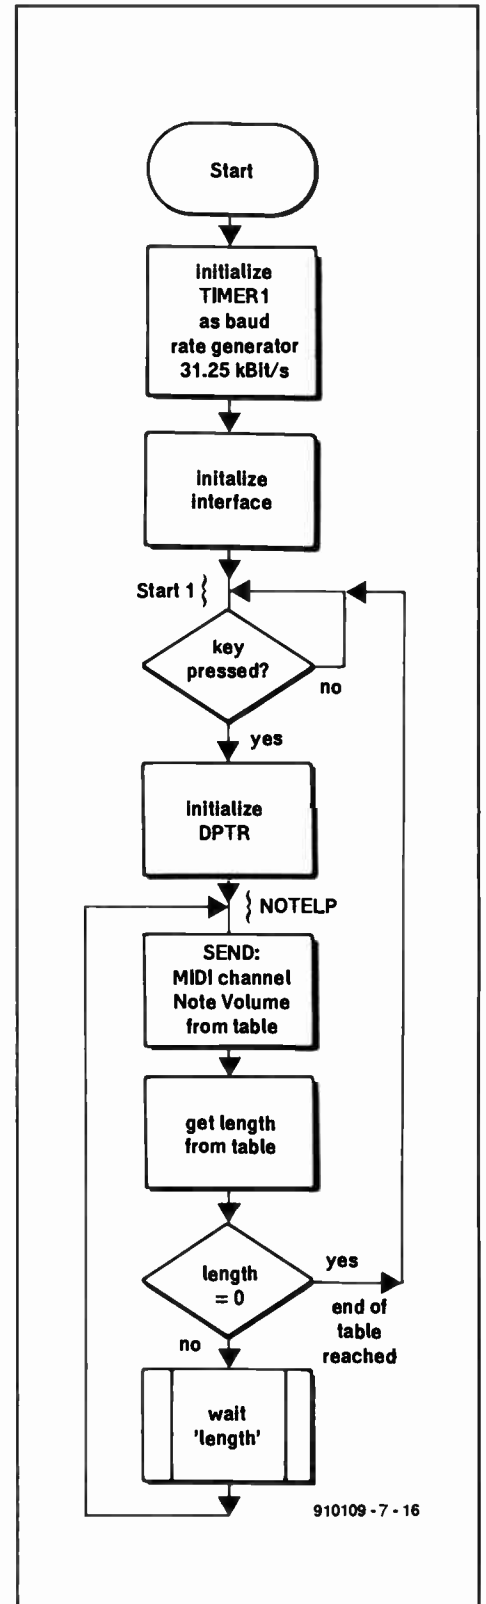 Start
initialize
TIMER1
as baud
rate generator
31.25 kBit/s
initalize
interface
Start 1
key
pressed?
no
yes
initialize
DPTR
NOTELP
SEND:
MIDI channel
Note Volume
from table
get length
from table
length
= 0
yes
end of
table
reached
no
wait
'length'
910109 - 7 - 16